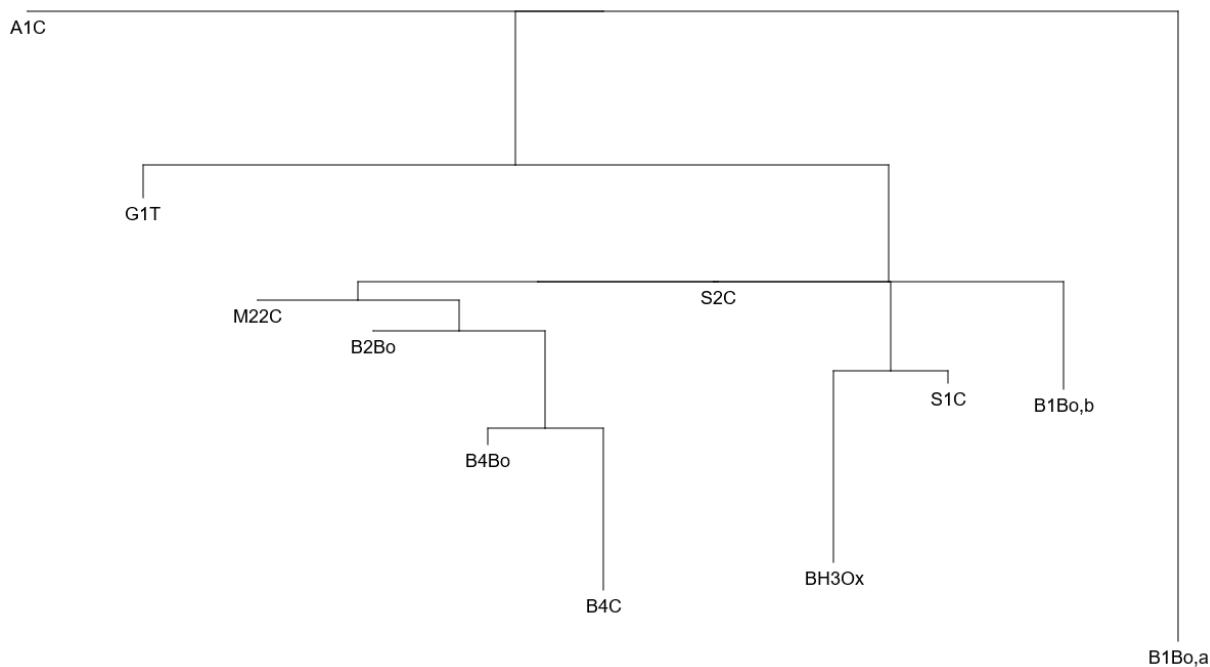 A1C
G1T
S2C
M22C
B2Bo
S1C
B1Bo,b
B4Bo
BH3Ox
B4C
B1Bo,a